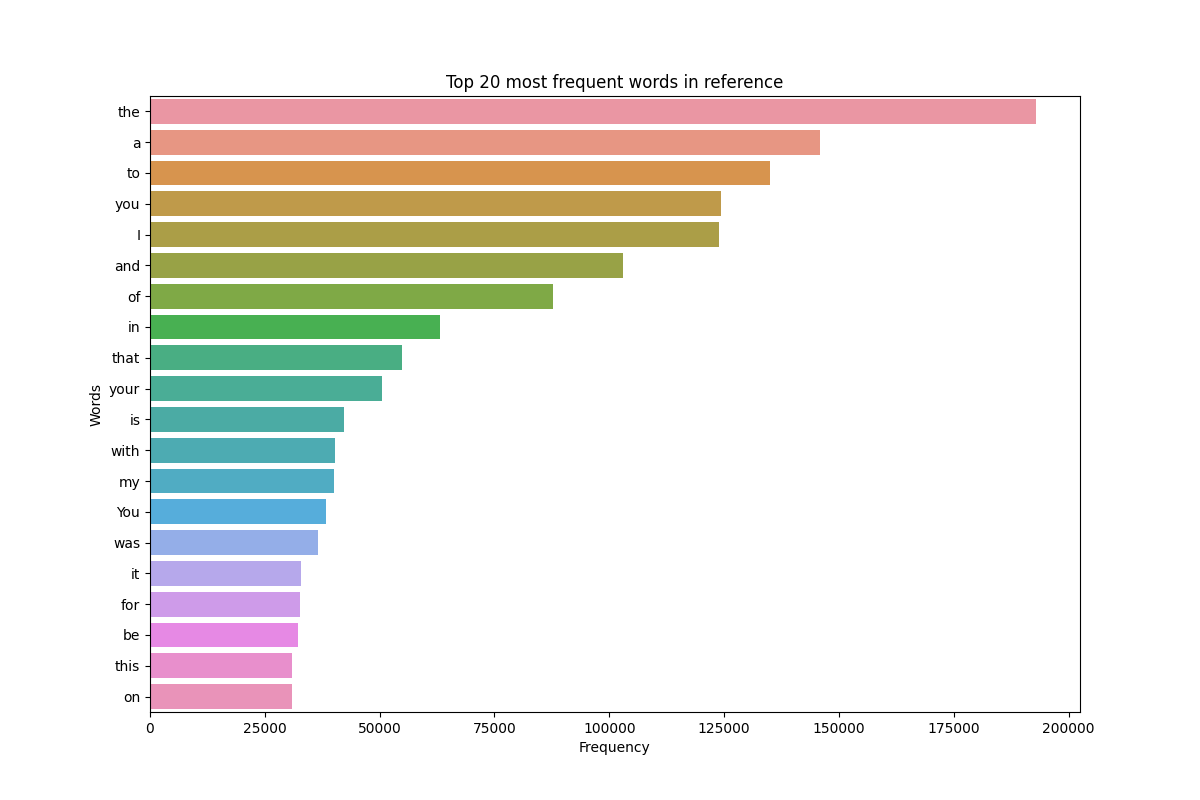 Top 20 most frequent words in reference
Words
the
a
to
you
I
and
of
in
that
your
is
with
my
You
was
it
for
be
this
on
0 25000 50000 75000 100000 125000 150000 175000 200000
Frequency